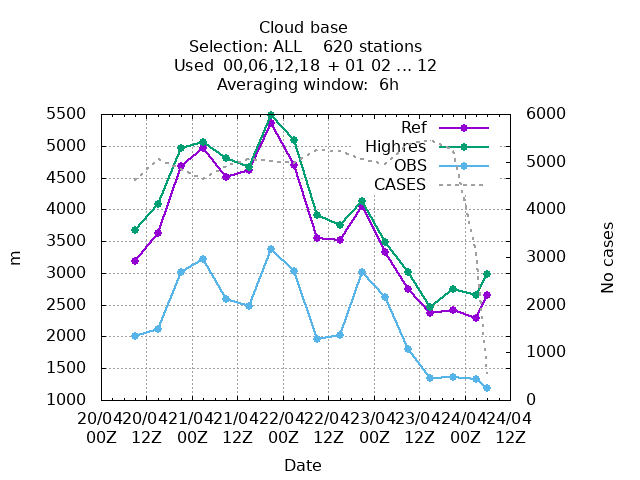 Cloud base
Selection: ALL    620 stations
Used  00,06,12,18  + 01 02 ... 12
Averaging window:  6h
5500
5000
4500
4000
3500
3000
2500
2000
1500
1000
m
6000
5000
4000
3000
2000
1000
0
No cases
Ref
Highres
OBS
CASES
20/04 20/04 21/04 21/04 22/04 22/04 23/04 23/04 24/04 24/04
00Z 12Z 00Z 12Z 00Z 12Z 00Z 12Z 00Z 12Z
Date